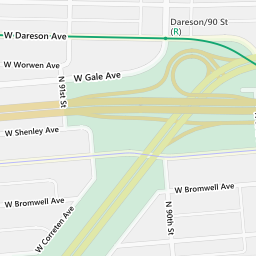 Dareson/90 St
(R)
W Dareson Ave
W Worwen Ave
W Gale Ave
N 91st St
W Shenley Ave
W Bromwell Ave
W Bromwell Ave
N 90th St
W Correten Ave